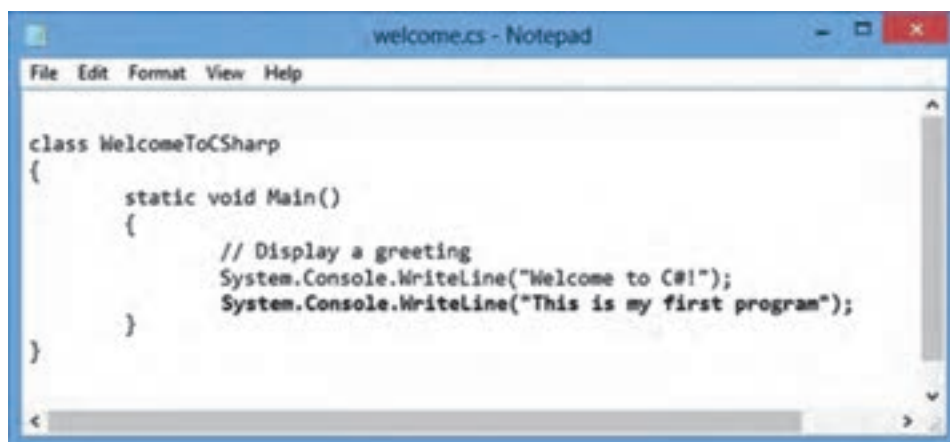 welcome.cs - Notepad
File Edit Format View Help
class WelcomeToCSharp
{
static void Main()
{
// Display a greeting
System.Console.WriteLine("Welcome to C#!");
System.Console.WriteLine("This is my first program");
}
}